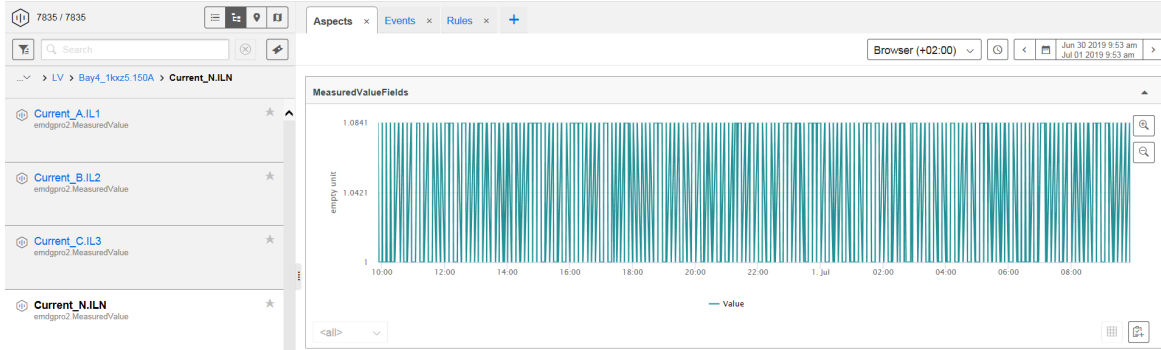 7835 / 7835
Search
... > LV > Bay4_1kxz5.150A > Current_N.ILN
Current_A.IL1
emdgpro2.MeasuredValue
Current_B.IL2
emdgpro2.MeasuredValue
Current_C.IL3
emdgpro2.MeasuredValue
Current_N.ILN
emdgpro2.MeasuredValue
Aspects × Events × Rules × +
Browser (+02:00)
Jun 30 2019 9:53 am
Jul 01 2019 9:53 am
MeasuredValueFields
1.0841
1.0421
1
empty unit
10:00 12:00 14:00 16:00 18:00 20:00 22:00 1. Jul 02:00 04:00 06:00 08:00
Value
<all>